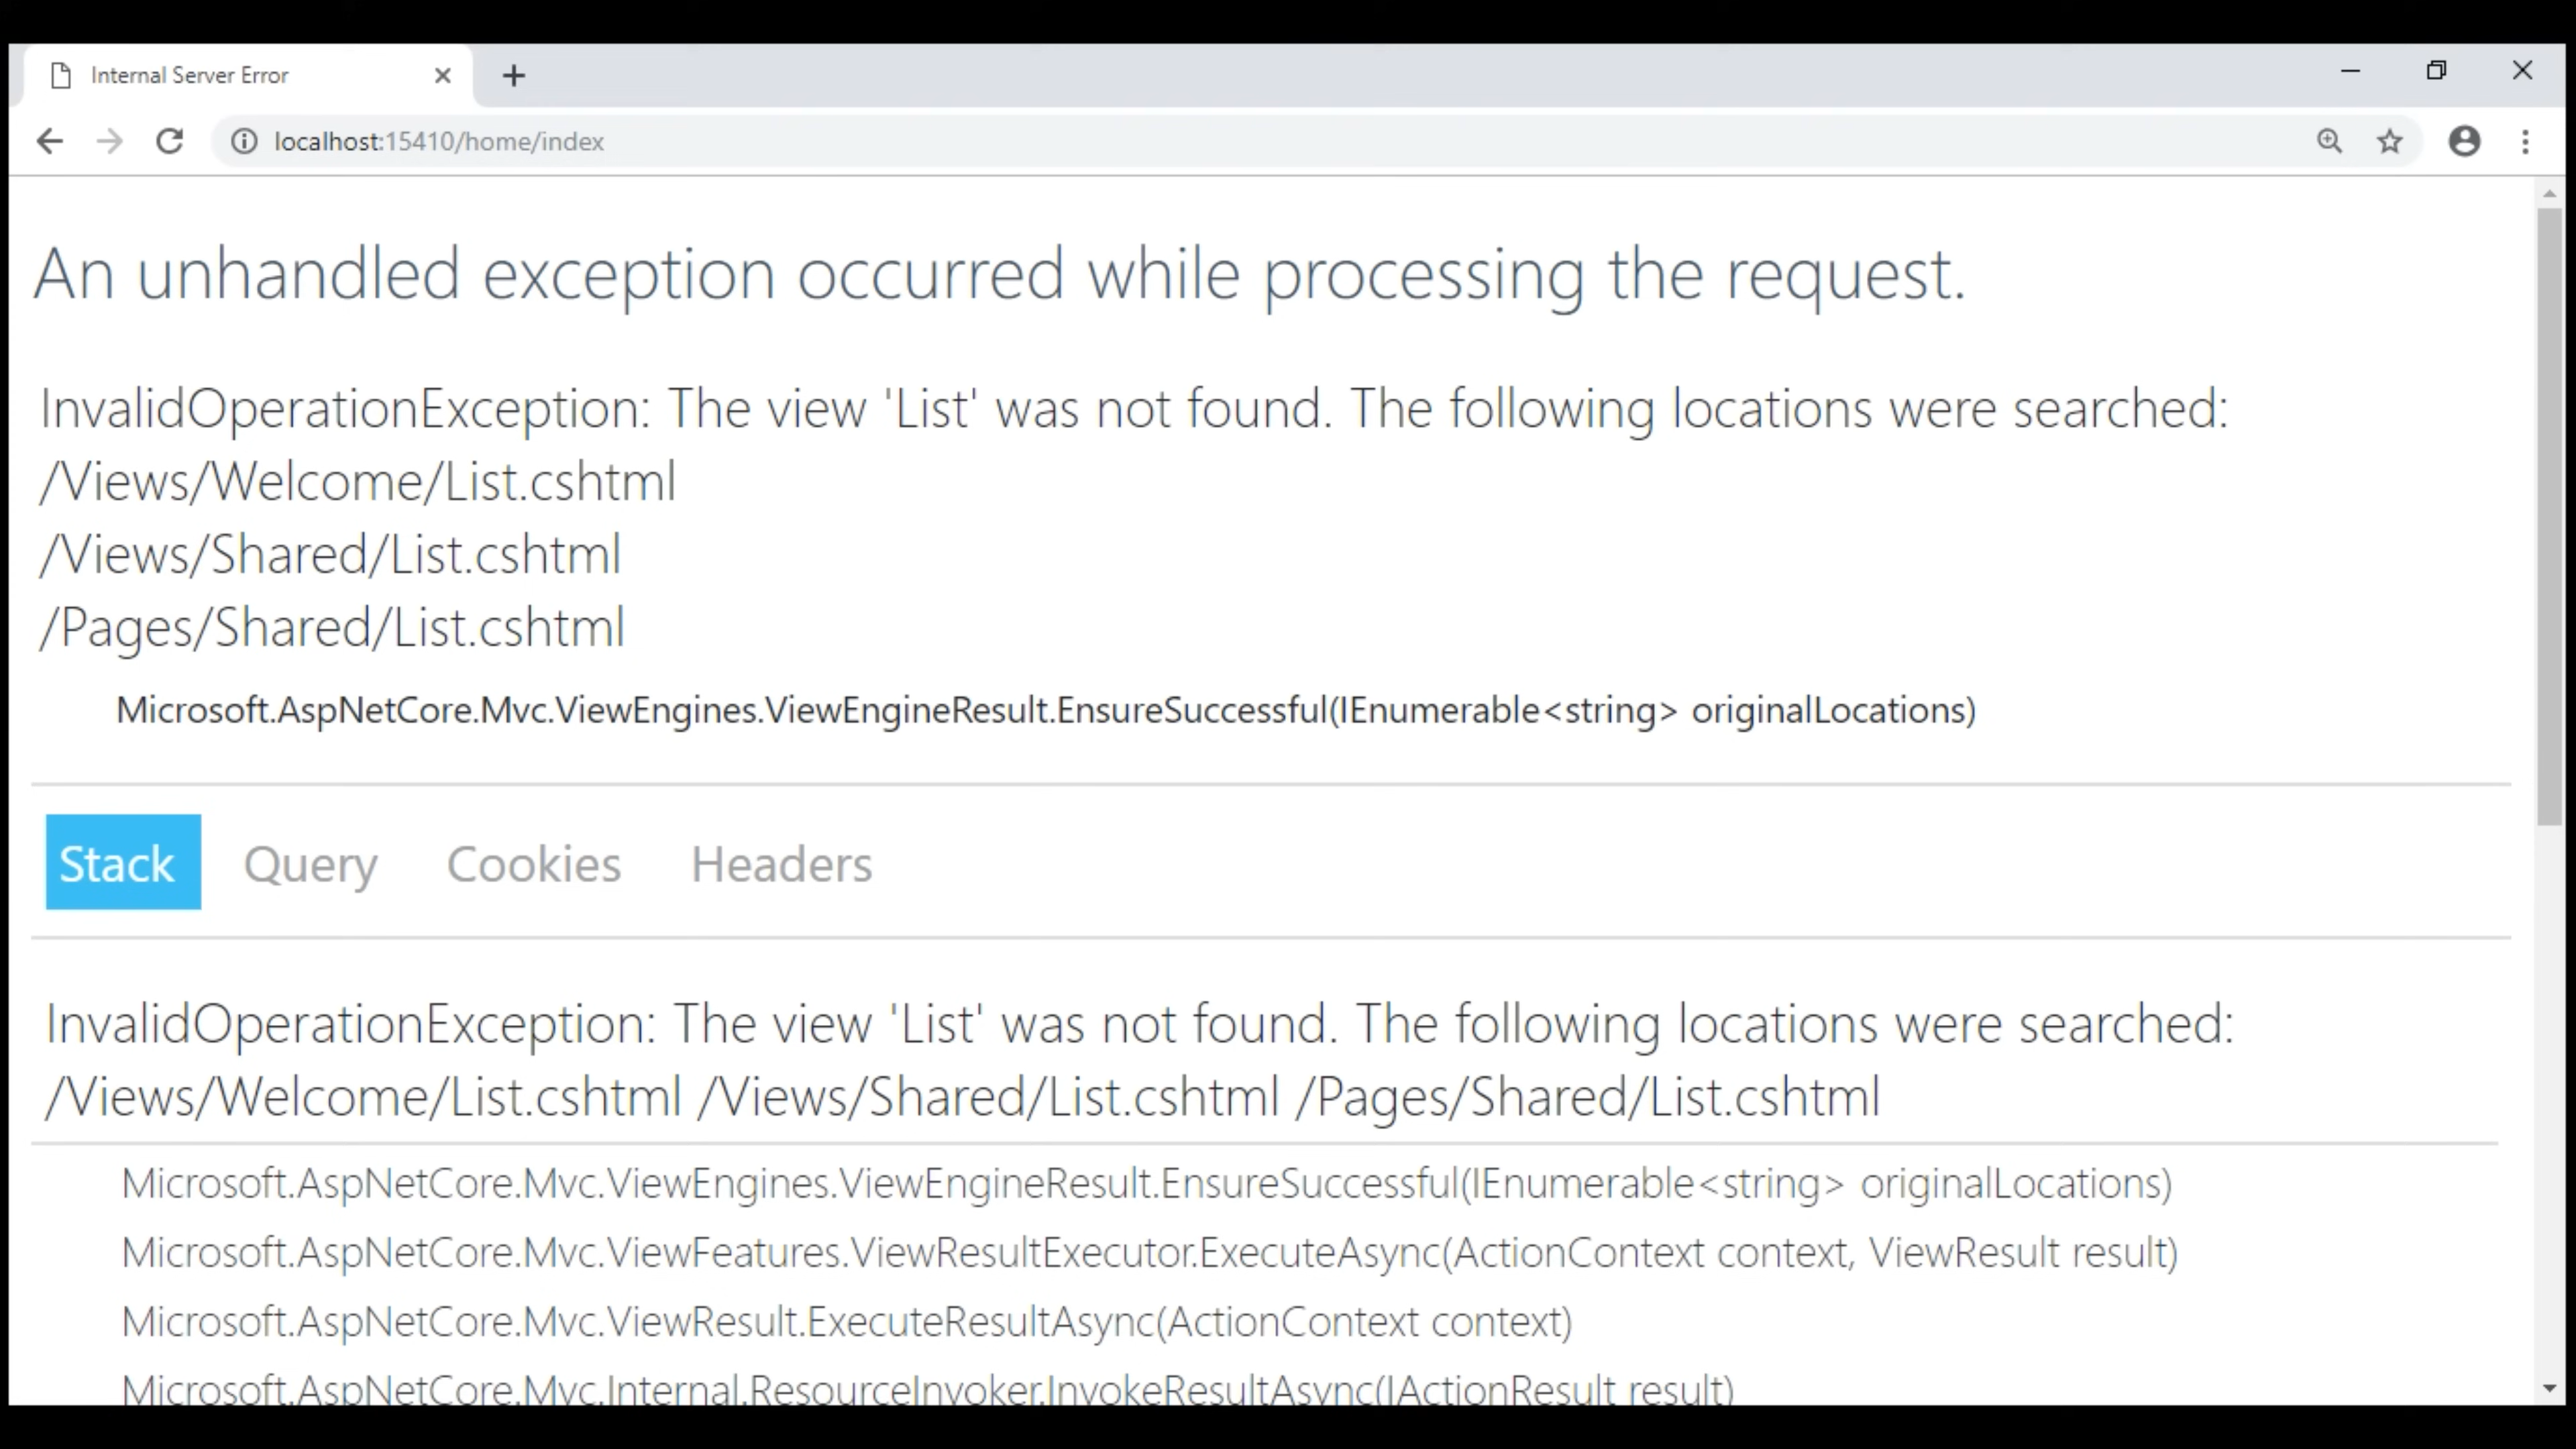 Internal Server Error
localhost:15410/home/index
An unhandled exception occurred while processing the request.
InvalidOperationException: The view 'List' was not found. The following locations were searched:
/Views/Welcome/List.cshtml
/Views/Shared/List.cshtml
/Pages/Shared/List.cshtml
Microsoft.AspNetCore.Mvc.ViewEngines.ViewEngineResult.EnsureSuccessful(IEnumerable<string> originalLocations)
Stack Query Cookies Headers
InvalidOperationException: The view 'List' was not found. The following locations were searched:
/Views/Welcome/List.cshtml /Views/Shared/List.cshtml /Pages/Shared/List.cshtml
Microsoft.AspNetCore.Mvc.ViewEngines.ViewEngineResult.EnsureSuccessful(IEnumerable<string> originalLocations)
Microsoft.AspNetCore.Mvc.ViewFeatures.ViewResultExecutor.ExecuteAsync(ActionContext context, ViewResult result)
Microsoft.AspNetCore.Mvc.ViewResult.ExecuteResultAsync(ActionContext context)
Microsoft.AspNetCore.Mvc.Internal.ResourceInvoker.InvokeResultAsync(IActionResult result)